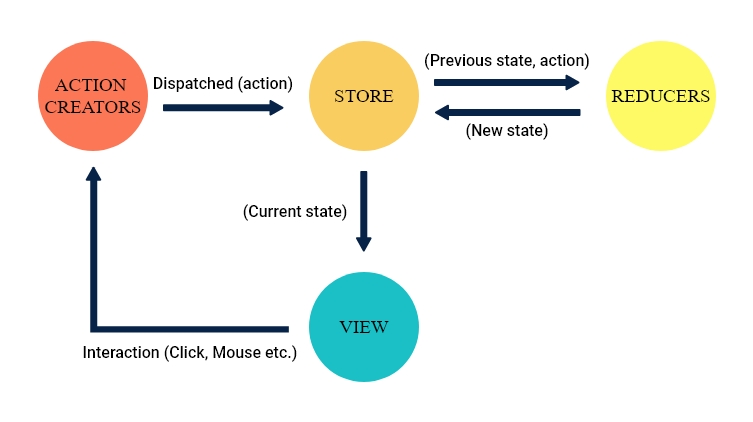 ACTION
CREATORS
Dispatched (action)
STORE
(Previous state, action)
(New state)
REDUCERS
(Current state)
VIEW
Interaction (Click, Mouse etc.)